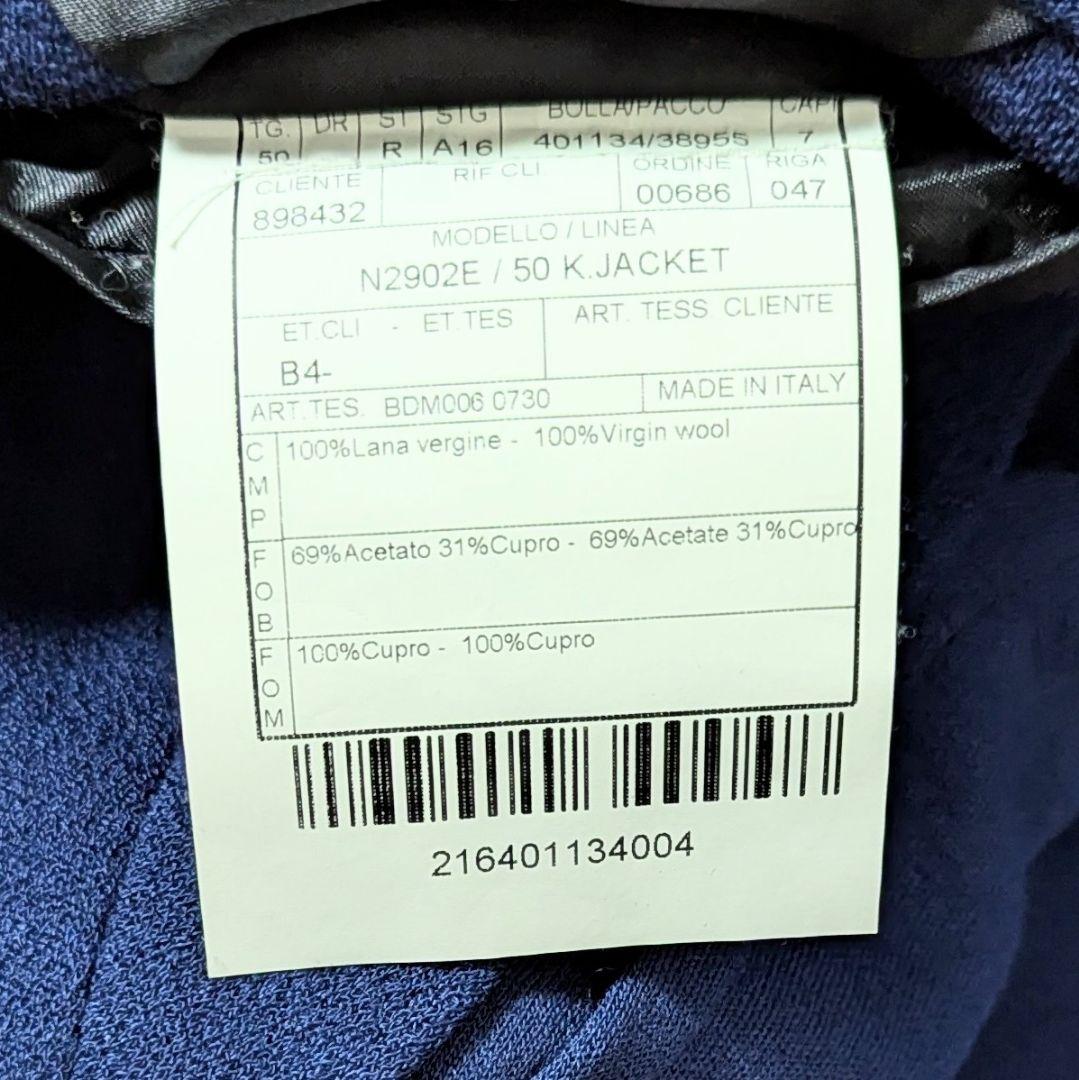 TG. DR ST STG BOLLA/PACCO CAPI
50 R A16 401134/38955 7
CLIENTE RIF CLI. ORDINE RIGA
898432 00686 047
MODELLO / LINEA
N2902E / 50 K.JACKET
ET.CLI - ET.TES ART. TESS CLIENTE
B4-
ART.TES. BDM006 0730 MADE IN ITALY
CMP 100%Lana vergine - 100%Virgin wool
FOB 69%Acetato 31%Cupro - 69%Acetate 31%Cupro
FOM 100%Cupro - 100%Cupro
216401134004